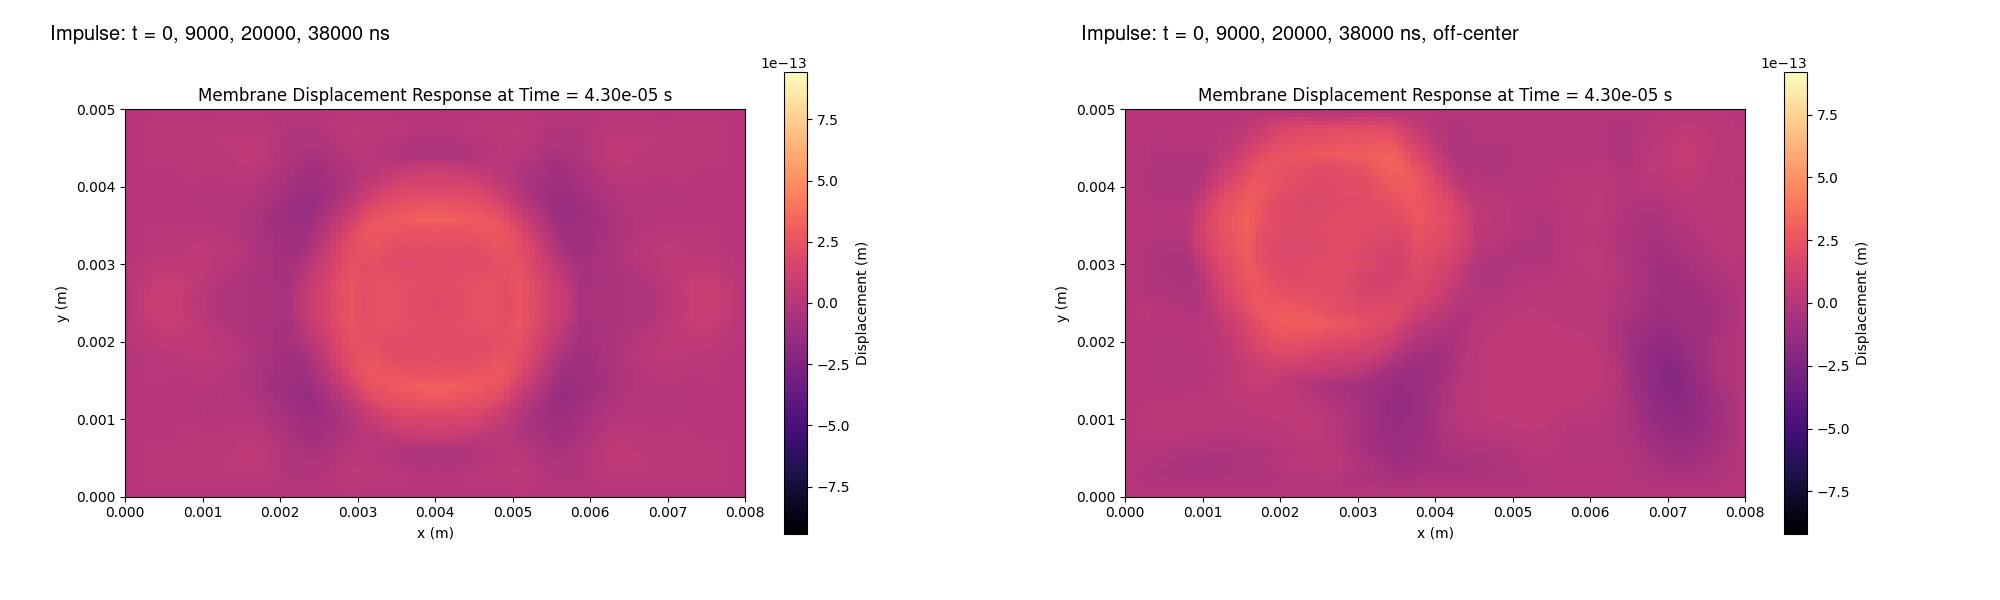 Impulse: t = 0, 9000, 20000, 38000 ns
1e−13
Membrane Displacement Response at Time = 4.30e-05 s
0.005
0.004
0.003
0.002
0.001
0.000
y (m)
0.000 0.001 0.002 0.003 0.004 0.005 0.006 0.007 0.008
x (m)
7.5
5.0
2.5
0.0
−2.5
−5.0
−7.5
Displacement (m)
Impulse: t = 0, 9000, 20000, 38000 ns, off-center
1e−13
Membrane Displacement Response at Time = 4.30e-05 s
0.005
0.004
0.003
0.002
0.001
0.000
y (m)
0.000 0.001 0.002 0.003 0.004 0.005 0.006 0.007 0.008
x (m)
7.5
5.0
2.5
0.0
−2.5
−5.0
−7.5
Displacement (m)